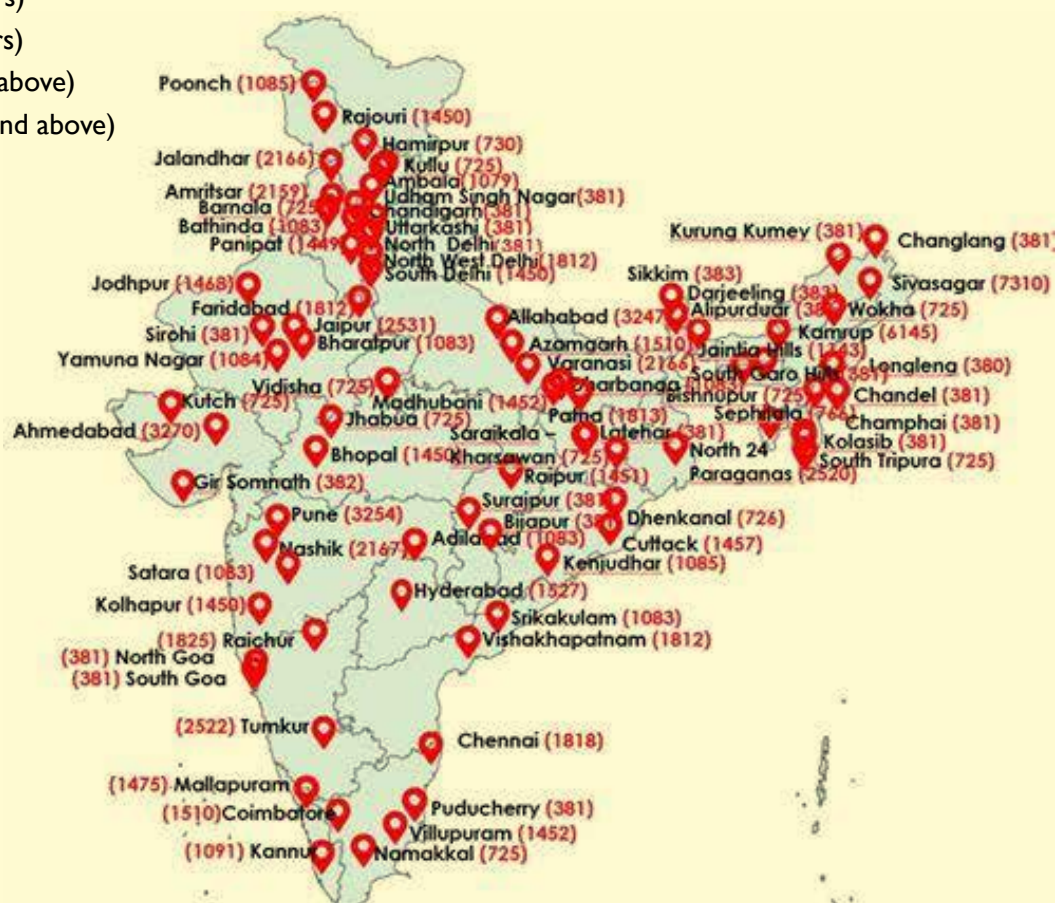 rs)
above)
nd above)
Poonch (1085)
Rajouri (1450)
Hamirpur (730)
Jalandhar (2166)
Kullu (725)
Ambala (1079)
Amritsar (2159)
Udham Singh Nagar(381)
Barnala (725
Chandigarh(381)
Bathinda (1083)
Uttarkashi (381)
Kurung Kumey (381)
Changlang (381)
Panipat (1449
North Delhi(381)
North West Delhi(1812)
South Delhi (1450)
Sikkim (383)
Jodhpur (1468)
Sivasagar (7310)
Darjeeling (383)
Faridabad (1812)
Allahabad (3247
Alipurduar
Wokha (725)
Sirohi (381)
Jaipur (2531)
Kamrup (6145)
Bharatpur (1083)
Azamgarh (1510)
Jaintia Hills
Yamuna Nagar (1084)
Varanasi (2166)
Longleng (380)
South Garo Hills
Vidisha (725)
Darbhanga (1083)
Bishnupur (725)
Chandel (381)
Kutch (725)
Madhubani (1452)
Jhabua (725)
Patna (1813)
Sephijala (766)
Champhai (381)
Ahmedabad (3270)
Saraikala -
Kharsawan (725)
Latehar (381)
Kolasib (381)
Bhopal (1450)
North 24
Paraganas (2520)
South Tripura (725)
Gir Somnath (382)
Raipur (1451)
Surajpur (381)
Pune (3254)
Bijapur (381)
Dhenkanal (726)
Nashik (2167)
Adilabad (1083)
Cuttack (1457)
Satara (1083)
Kenjudhar (1085)
Kolhapur (1450)
Hyderabad (1527)
Srikakulam (1083)
(1825) Raichur
Vishakhapatnam (1812)
(381) North Goa
(381) South Goa
(2522) Tumkur
Chennai (1818)
(1475) Mallapuram
Puducherry (381)
(1510)Coimbatore
Villupuram (1452)
(1091) Kannur
Namakkal (725)